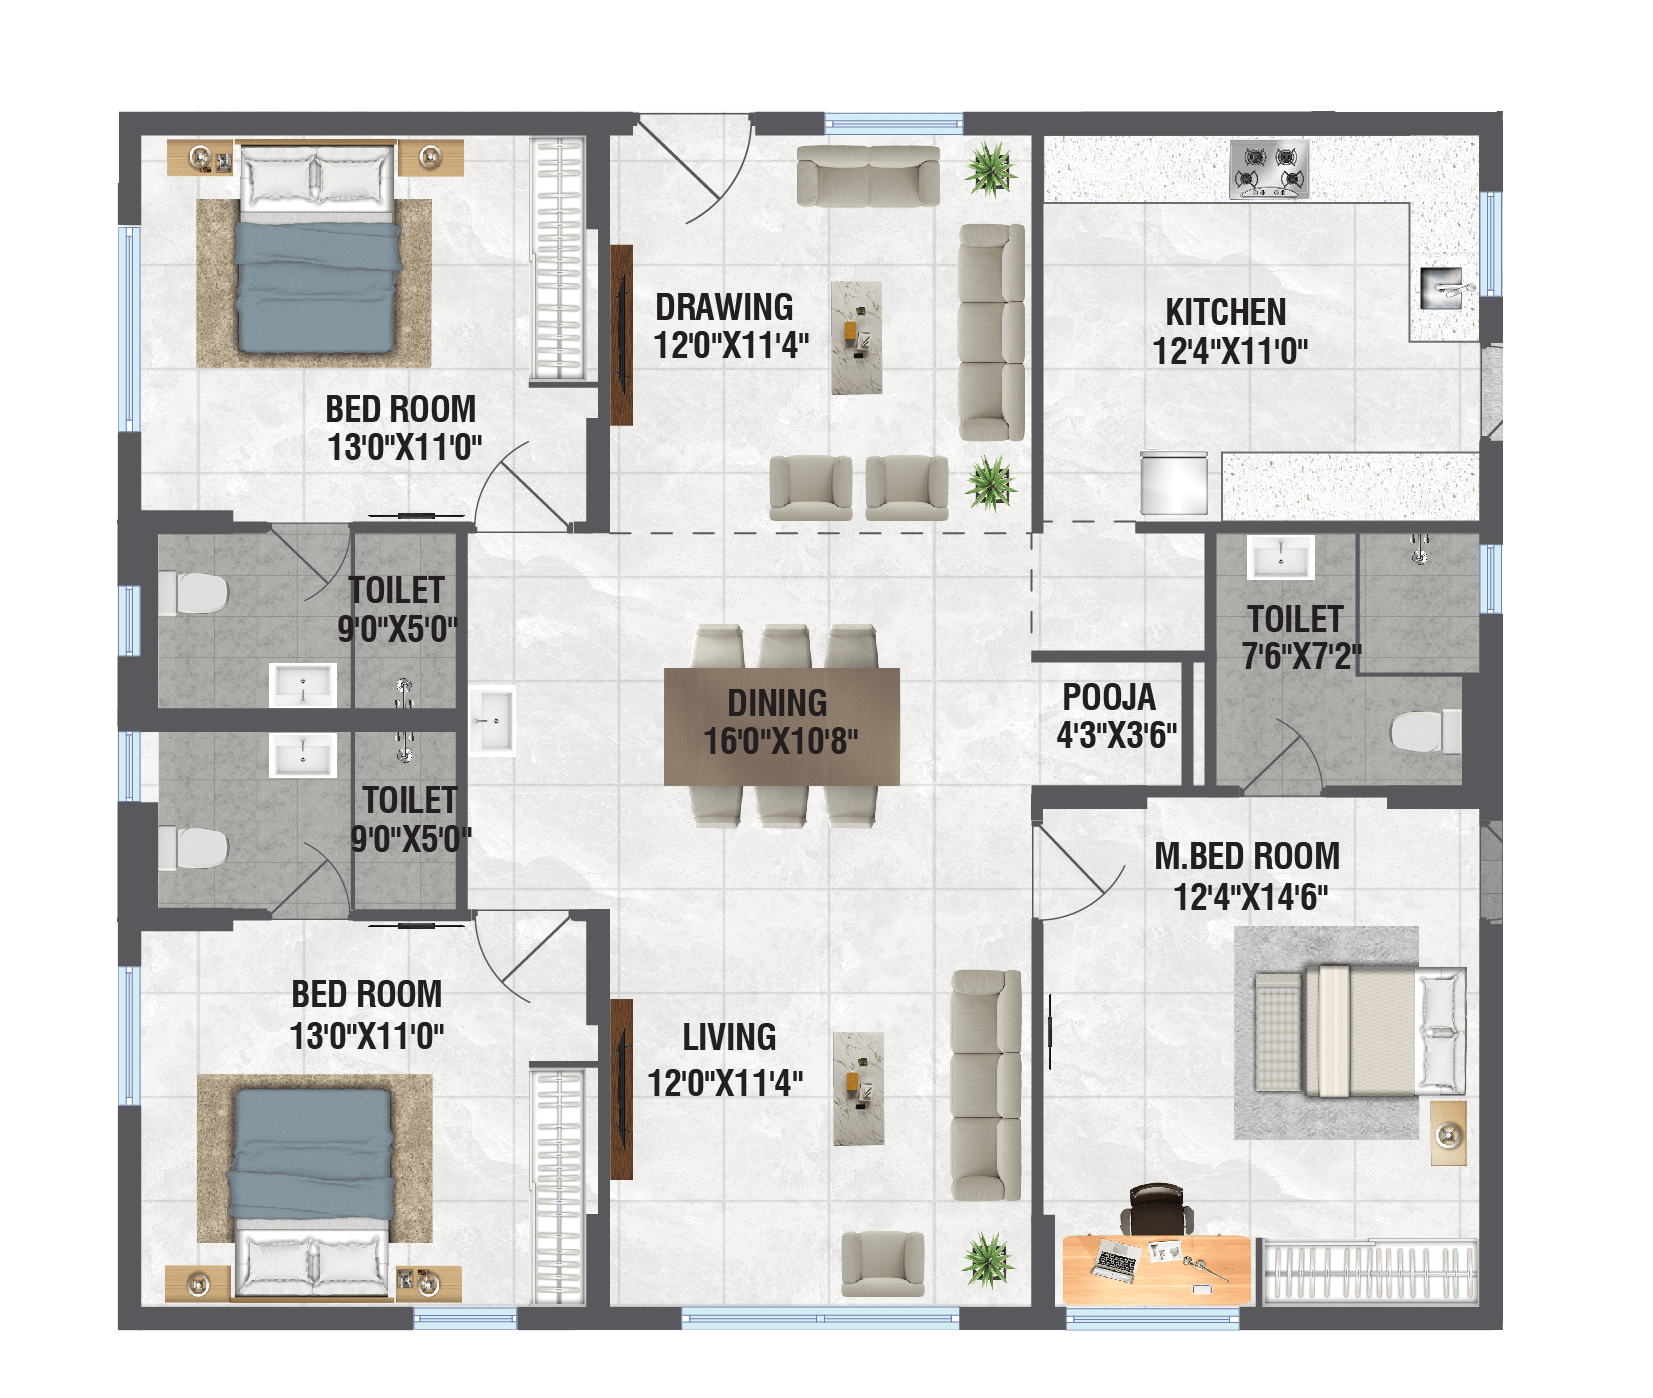 DRAWING
12'0"X11'4"
KITCHEN
12'4"X11'0"
BED ROOM
13'0"X11'0"
TOILET
9'0"X5'0"
TOILET
7'6"X7'2"
DINING
16'0"X10'8"
POOJA
4'3"X3'6"
TOILET
9'0"X5'0"
M.BED ROOM
12'4"X14'6"
BED ROOM
13'0"X11'0"
LIVING
12'0"X11'4"